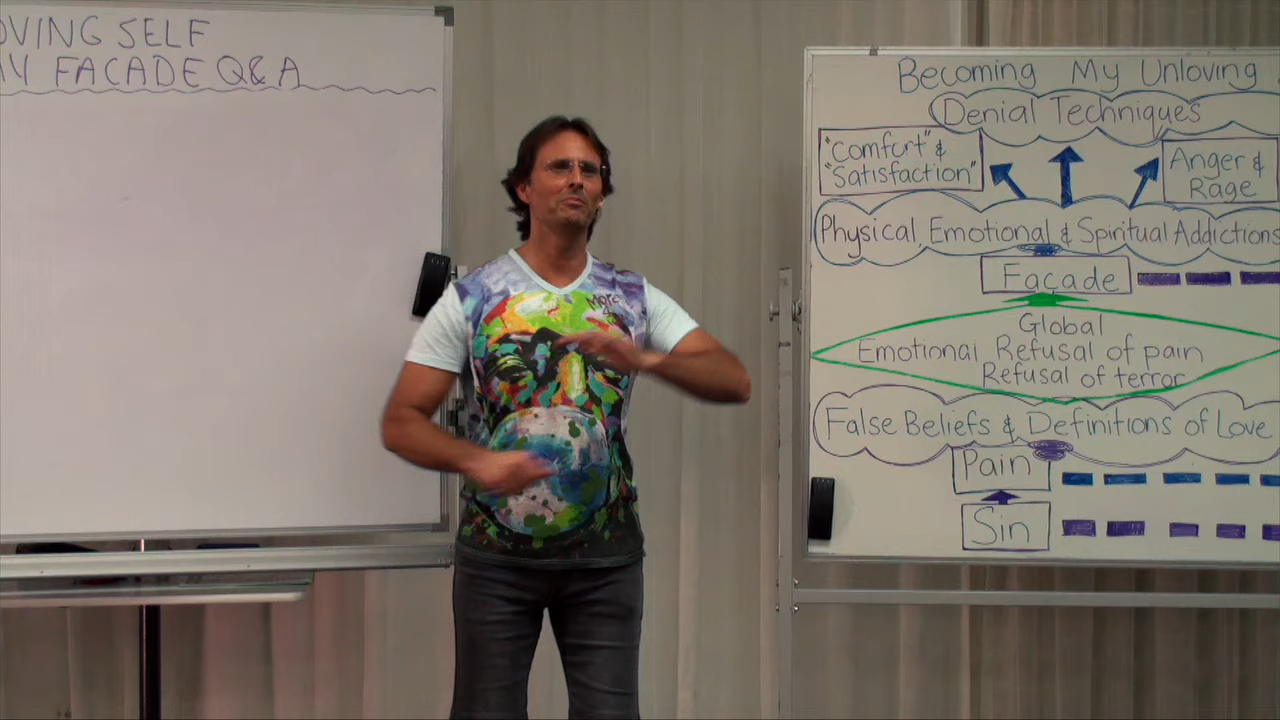 OVING SELF
MY FACADE Q&A
Becoming My Unloving
Denial Techniques
"Comfort" &
"Satisfaction"
Anger &
Rage
Physical, Emotional & Spiritual Addictions
Façade
Global
Emotional Refusal of pain
Refusal of terror
False Beliefs & Definitions of Love
Pain
Sin